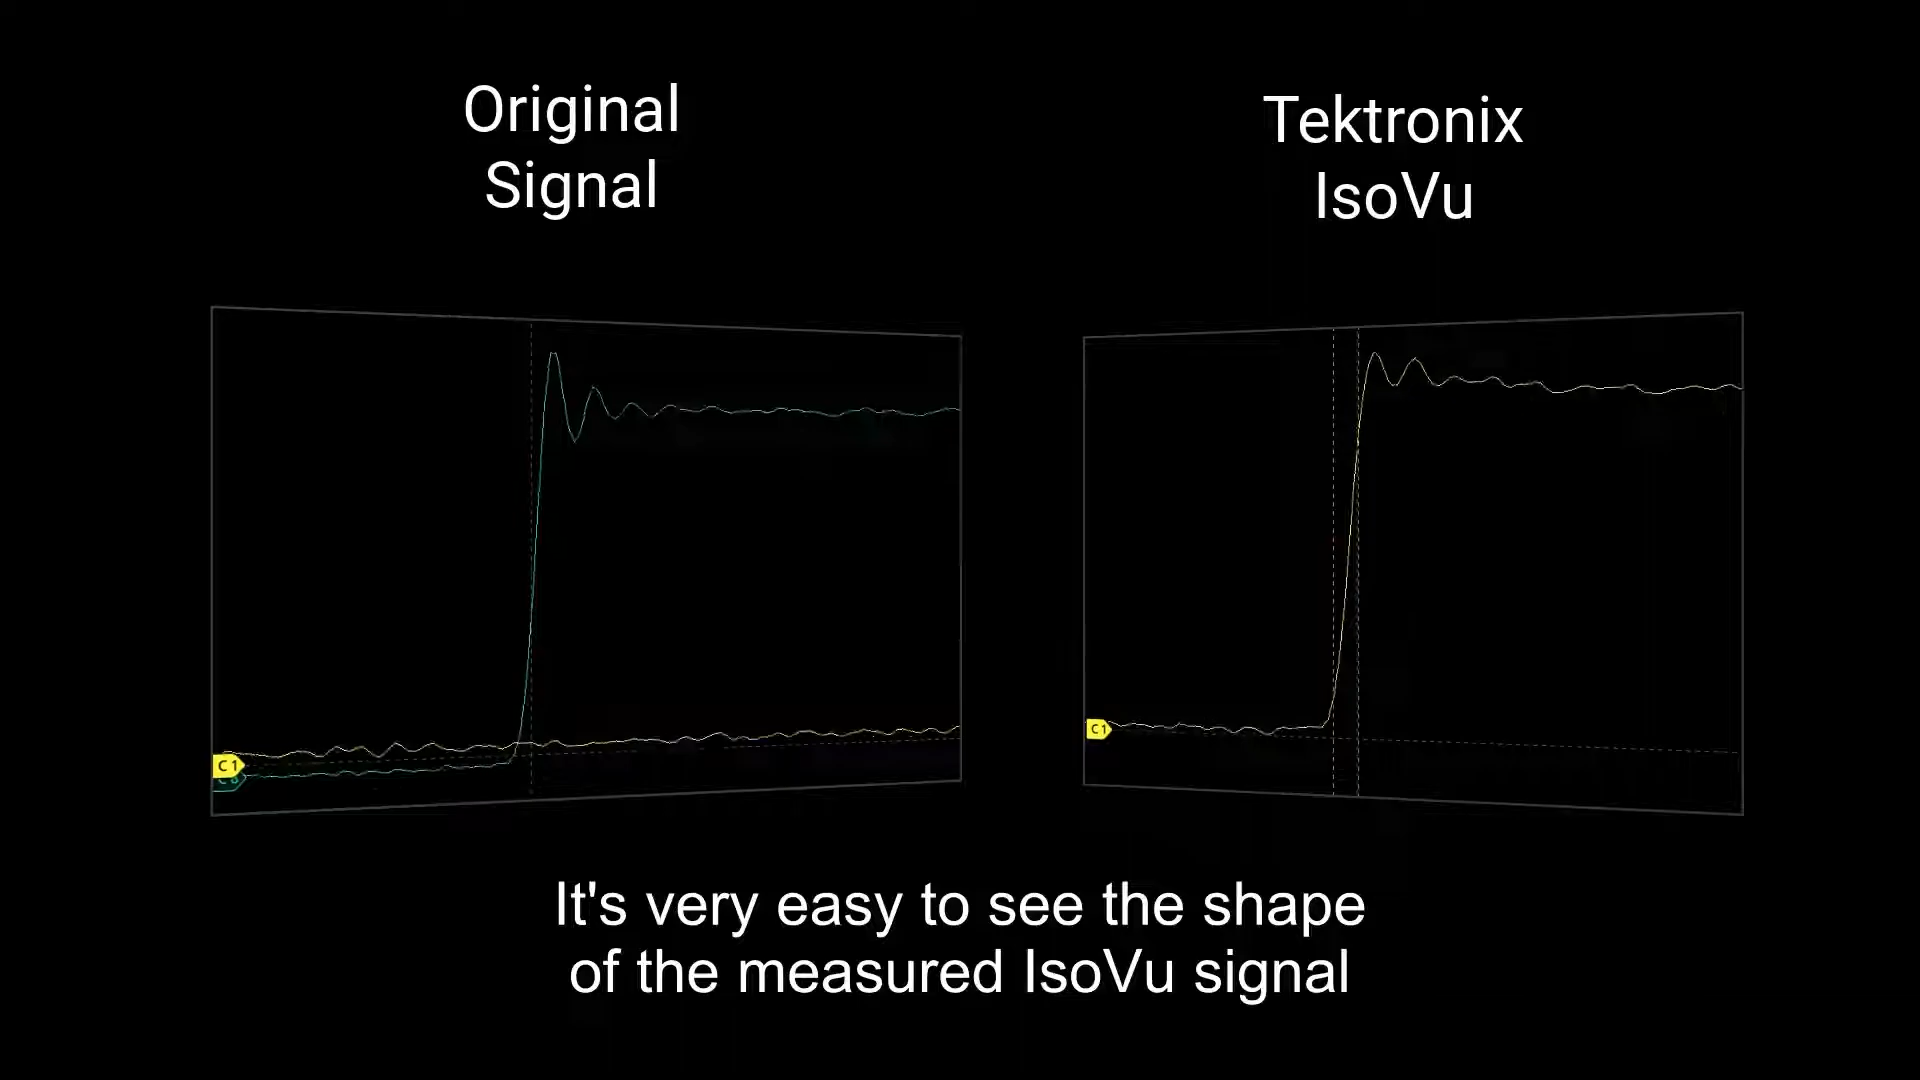 Original
Signal
Tektronix
IsoVu
C1
C1
It's very easy to see the shape
of the measured IsoVu signal